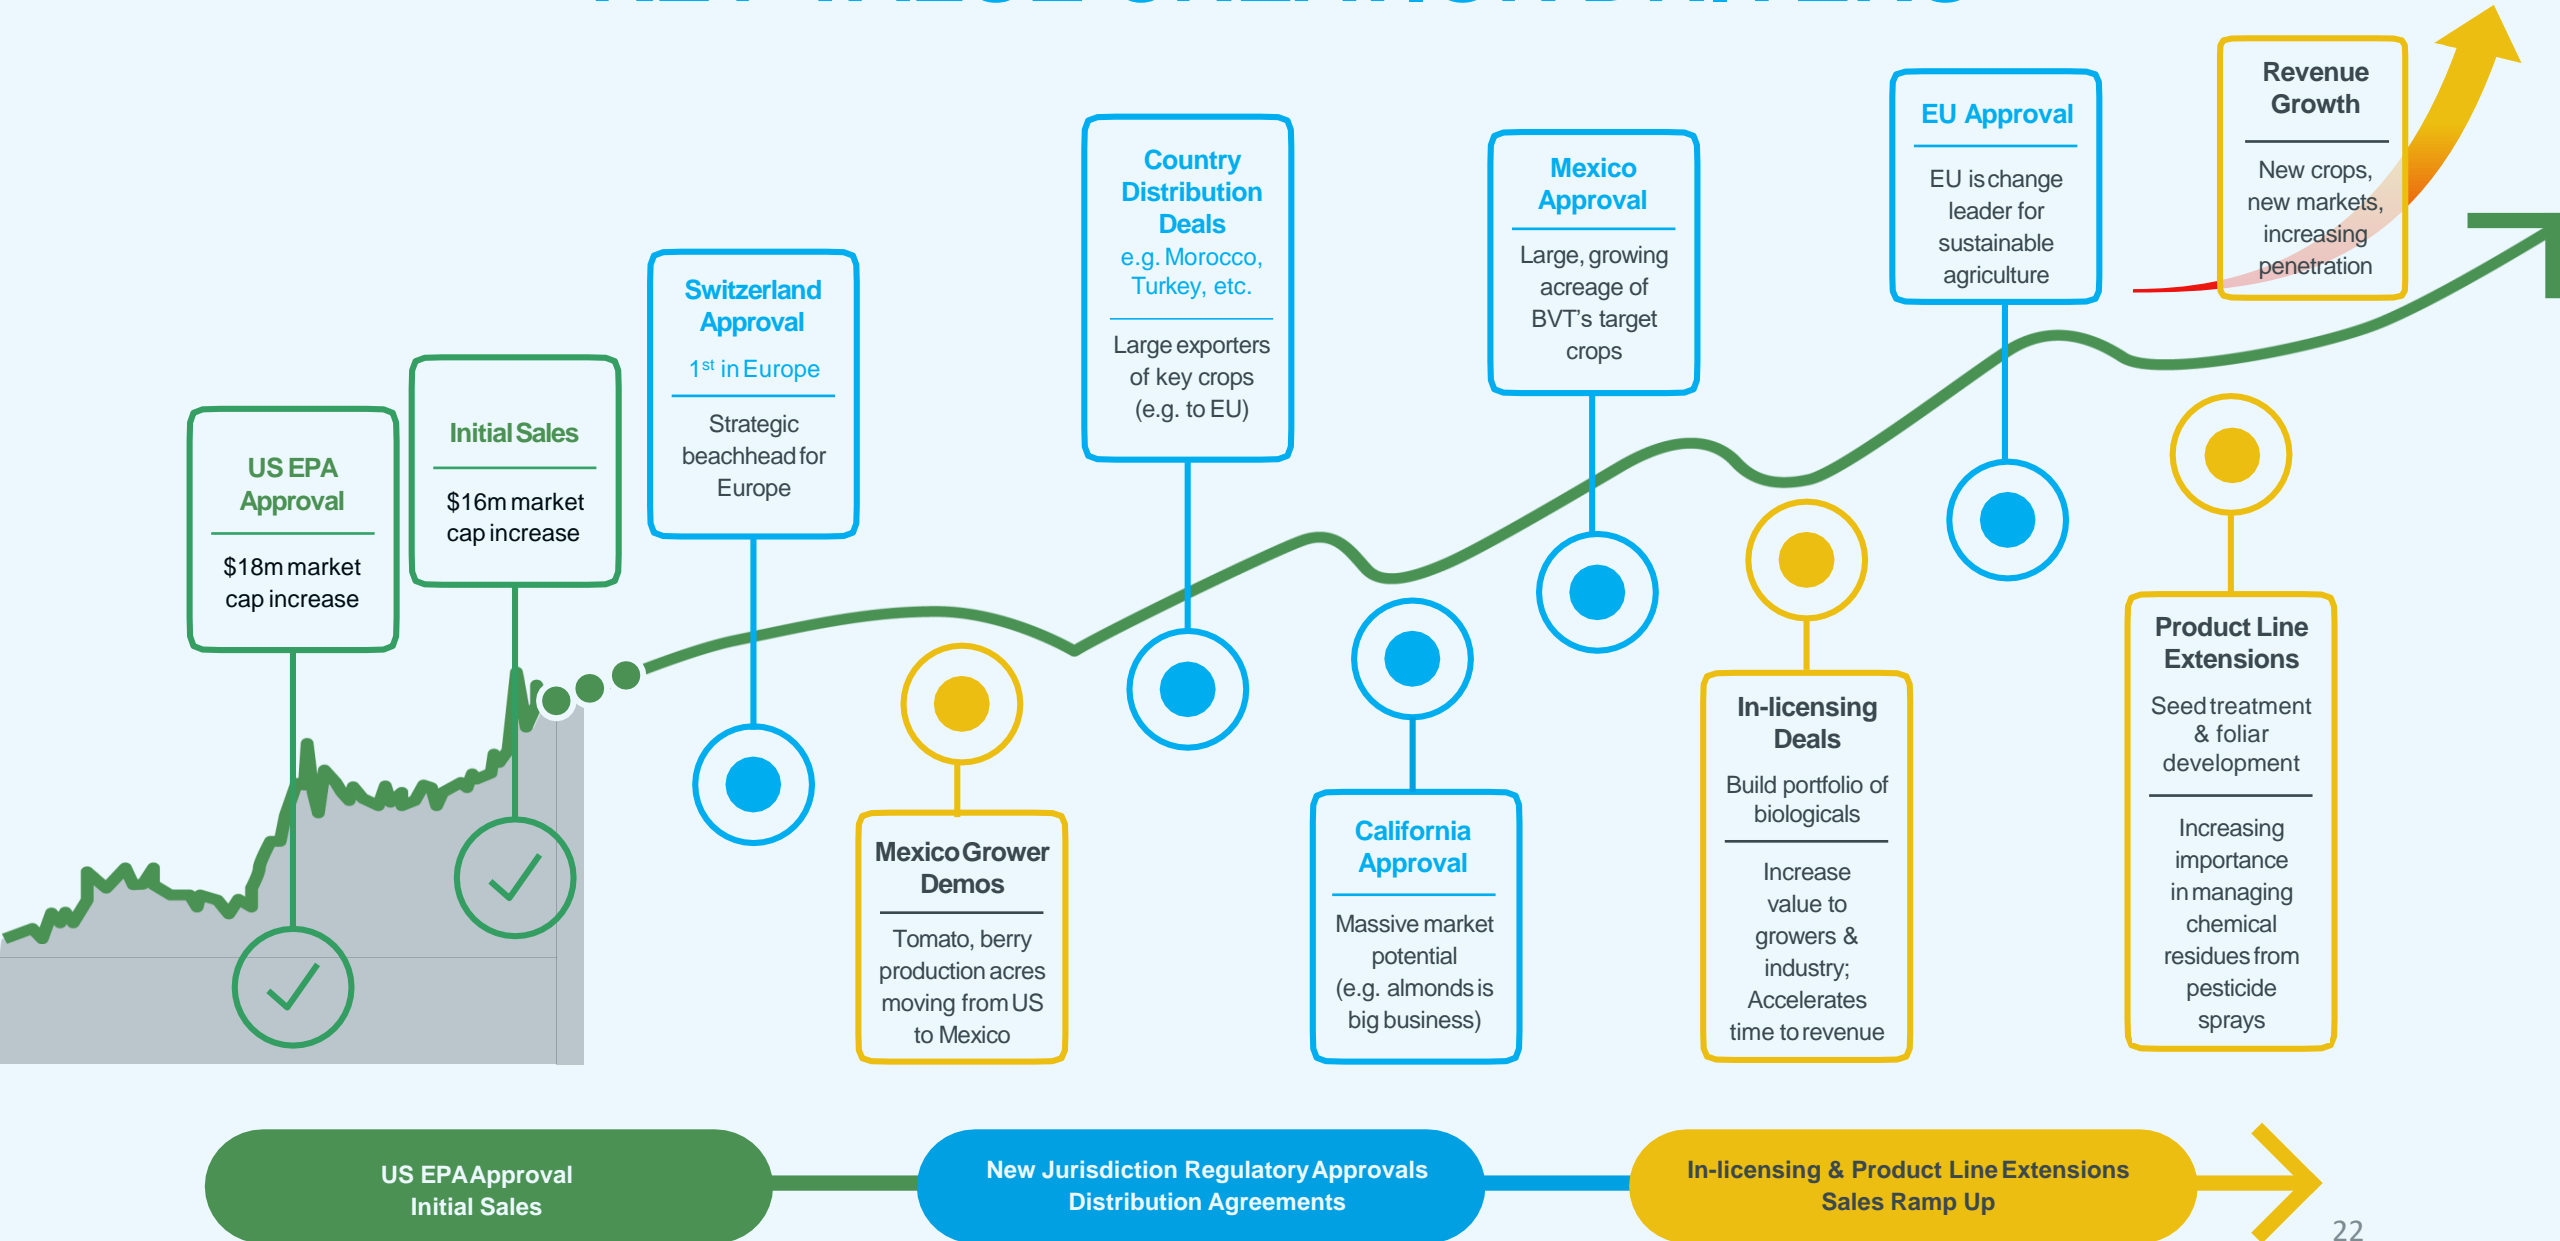 US EPA
Approval
$18m market
cap increase
Initial Sales
$16m market
cap increase
Switzerland
Approval
1st in Europe
Strategic
beachhead for
Europe
Mexico Grower
Demos
Tomato, berry
production acres
moving from US
to Mexico
Country
Distribution
Deals
e.g. Morocco,
Turkey, etc.
Large exporters
of key crops
(e.g. to EU)
California
Approval
Massive market
potential
(e.g. almonds is
big business)
Mexico
Approval
Large, growing
acreage of
BVT's target
crops
In-licensing
Deals
Build portfolio of
biologicals
Increase
value to
growers &
industry;
Accelerates
time to revenue
EU Approval
EU is change
leader for
sustainable
agriculture
Product Line
Extensions
Seed treatment
& foliar
development
Increasing
importance
in managing
chemical
residues from
pesticide
sprays
Revenue
Growth
New crops,
new markets,
increasing
penetration
US EPA Approval
Initial Sales
New Jurisdiction Regulatory Approvals
Distribution Agreements
In-licensing & Product Line Extensions
Sales Ramp Up
22